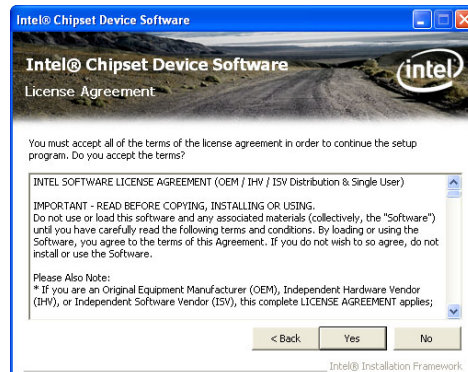 Intel® Chipset Device Software
Intel® Chipset Device Software
intel
License Agreement
You must accept all of the terms of the license agreement in order to continue the setup
program. Do you accept the terms?
INTEL SOFTWARE LICENSE AGREEMENT (OEM / IHV / ISV Distribution & Single User)
IMPORTANT - READ BEFORE COPYING, INSTALLING OR USING.
Do not use or load this software and any associated materials (collectively, the "Software")
until you have carefully read the following terms and conditions. By loading or using the
Software, you agree to the terms of this Agreement. If you do not wish to so agree, do not
install or use the Software.
Please Also Note:
* If you are an Original Equipment Manufacturer (OEM), Independent Hardware Vendor
(IHV), or Independent Software Vendor (ISV), this complete LICENSE AGREEMENT applies;
< Back Yes No
Intel® Installation Framework